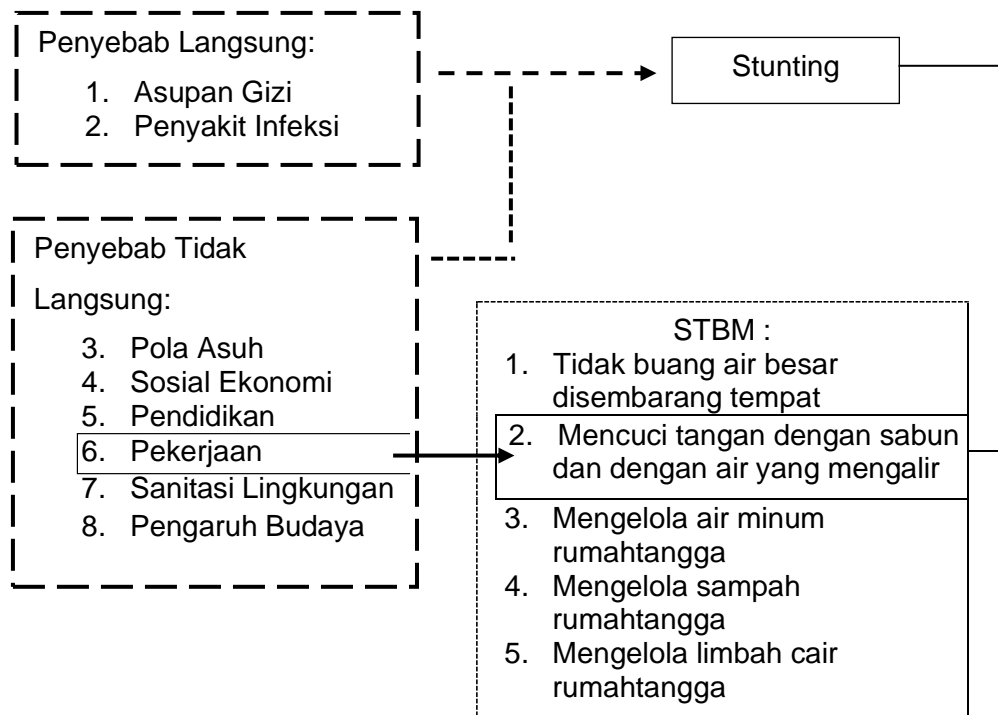 Penyebab Langsung:
1. Asupan Gizi
2. Penyakit Infeksi
Stunting
Penyebab Tidak
Langsung:
3. Pola Asuh
4. Sosial Ekonomi
5. Pendidikan
6. Pekerjaan
7. Sanitasi Lingkungan
8. Pengaruh Budaya
STBM :
1. Tidak buang air besar
disembarang tempat
2. Mencuci tangan dengan sabun
dan dengan air yang mengalir
3. Mengelola air minum
rumahtangga
4. Mengelola sampah
rumahtangga
5. Mengelola limbah cair
rumahtangga